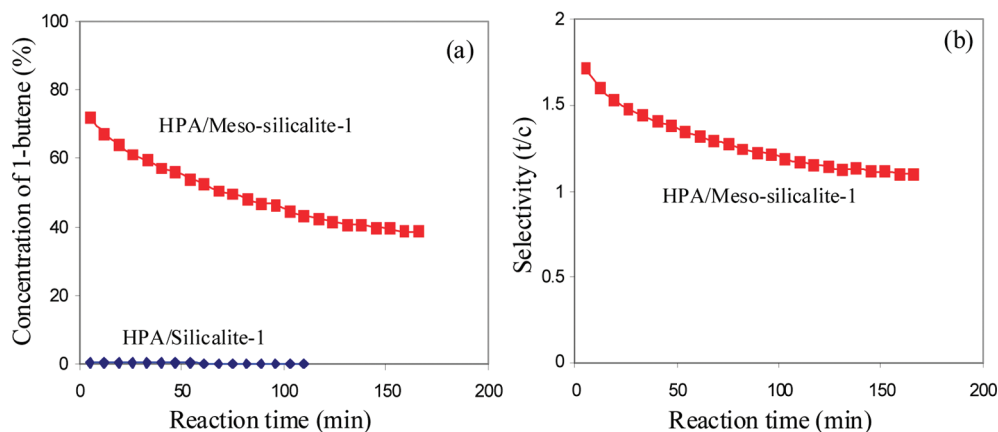 (a)
Concentration of 1-butene (%)
100
80
60
40
20
0
HPA/Meso-silicalite-1
HPA/Silicalite-1
0 50 100 150 200
Reaction time (min)
(b)
Selectivity (t/c)
2
1.5
1
0.5
0
HPA/Meso-silicalite-1
0 50 100 150 200
Reaction time (min)